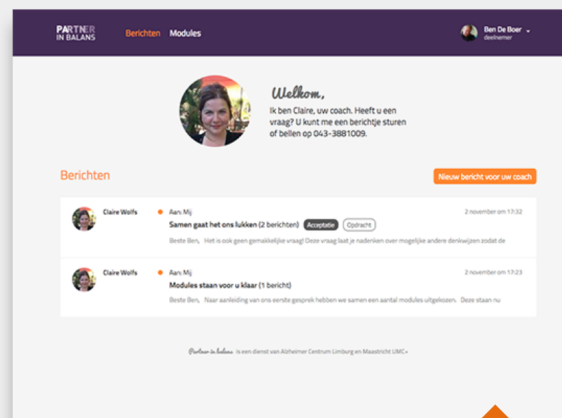 PARTNER
IN BALANS
Berichten Modules
Ben De Boer
deelnemer
Welkom,
Ik ben Claire, uw coach. Heeft u een
vraag? U kunt me een berichtje sturen
of bellen op 043-3881009.
Berichten
Nieuw bericht voor uw coach
Claire Wolfs
Aan: Mij
2 november om 17:32
Samen gaat het ons lukken (2 berichten) Acceptatie Opdracht
Beste Ben, Het is ook geen gemakkelijke vraag! Deze vraag laat je nadenken over mogelijke andere denkwijzen zodat de
Claire Wolfs
Aan: Mij
2 november om 17:23
Modules staan voor u klaar (1 bericht)
Beste Ben, Naar aanleiding van ons eerste gesprek hebben we samen een aantal modules uitgekozen. Deze staan nu
Partner in balans is een dienst van Alzheimer Centrum Limburg en Maastricht UMC+